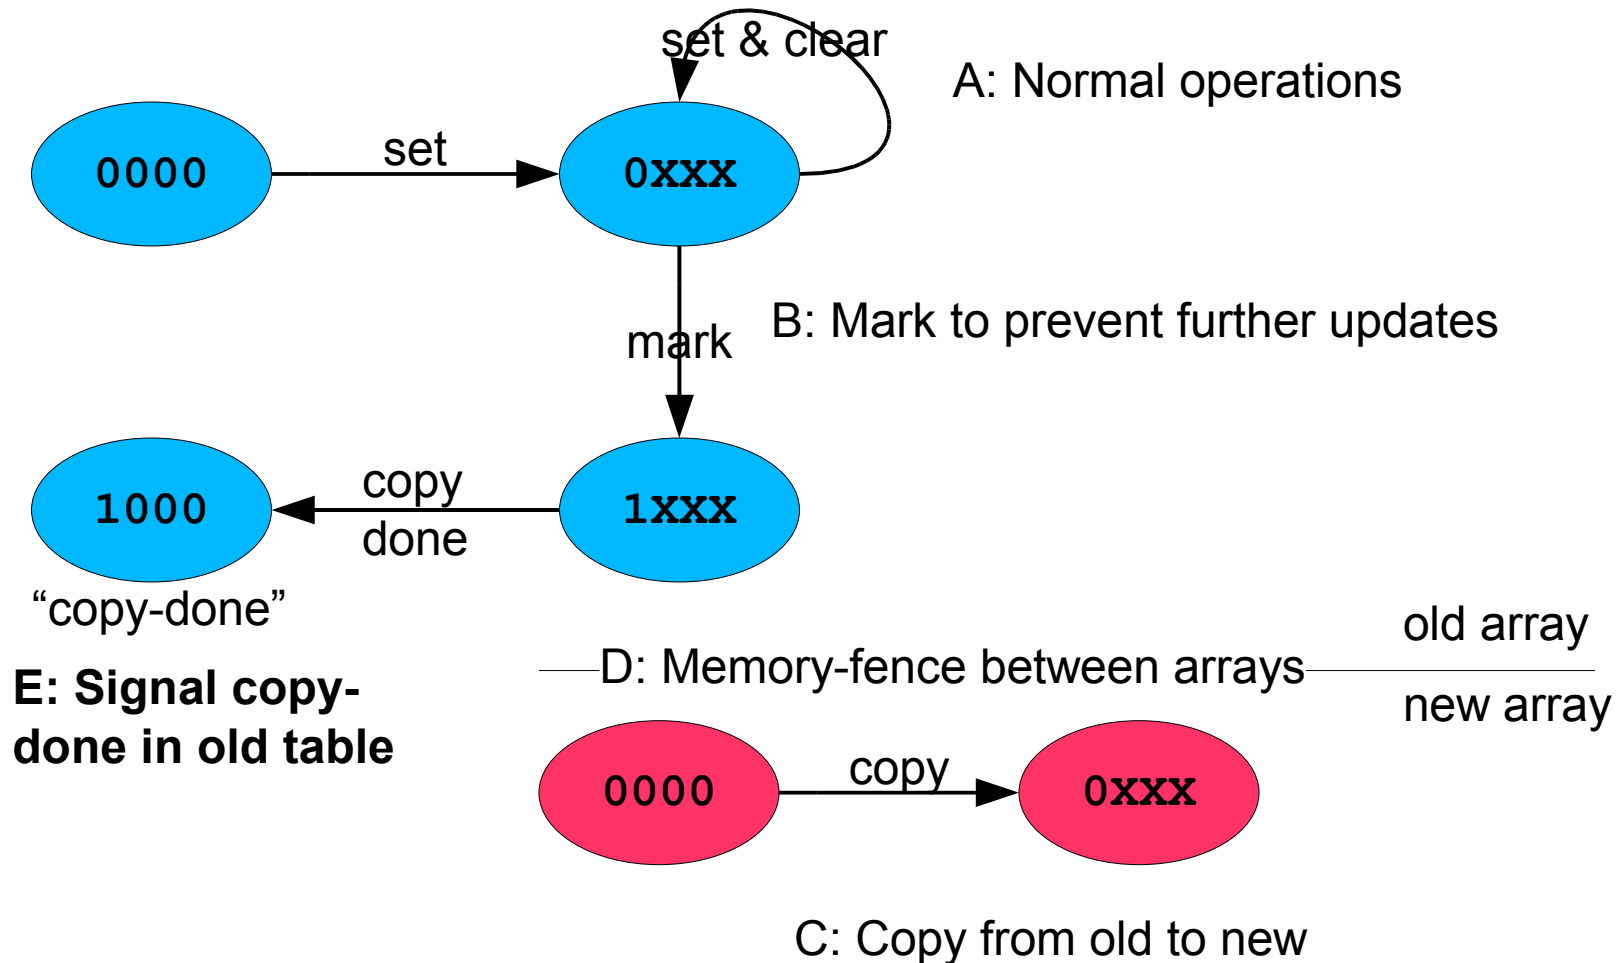 set & clear
A: Normal operations
0000
set
0xxx
mark
B: Mark to prevent further updates
1000
copy
done
1xxx
“copy-done”
E: Signal copy-
done in old table
old array
D: Memory-fence between arrays
new array
0000
copy
0xxx
C: Copy from old to new